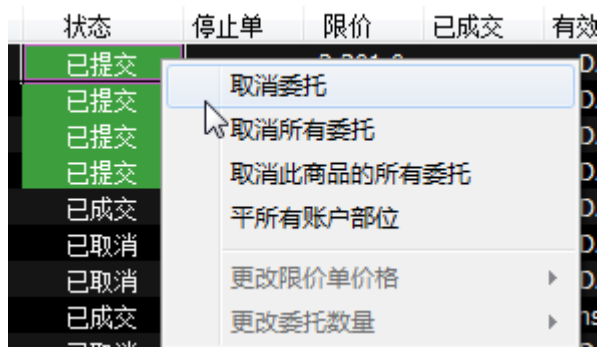 状态 停止单 限价 已成交 有效
已提交
取消委托
已提交
取消所有委托
已提交
取消此商品的所有委托
已提交
平所有账户部位
已成交
已取消
更改限价单价格
已取消
更改委托数量
已成交